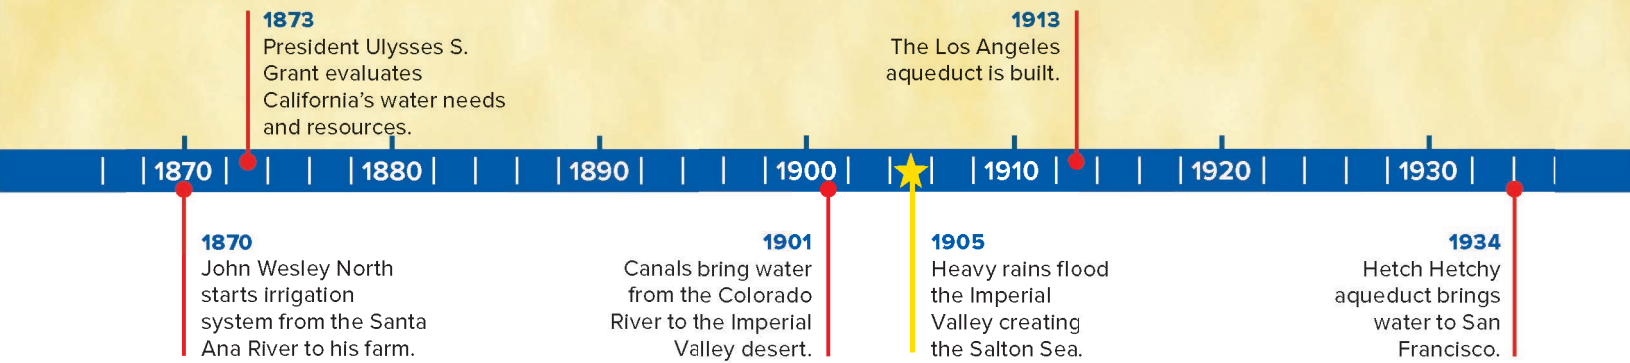 1873
President Ulysses S.
Grant evaluates
California’s water needs
and resources.
1913
The Los Angeles
aqueduct is built.
1870
1880
1890
1900
1910
1920
1930
1870
John Wesley North
starts irrigation
system from the Santa
Ana River to his farm.
1901
Canals bring water
from the Colorado
River to the Imperial
Valley desert.
1905
Heavy rains flood
the Imperial
Valley creating
the Salton Sea.
1934
Hetch Hetchy
aqueduct brings
water to San
Francisco.